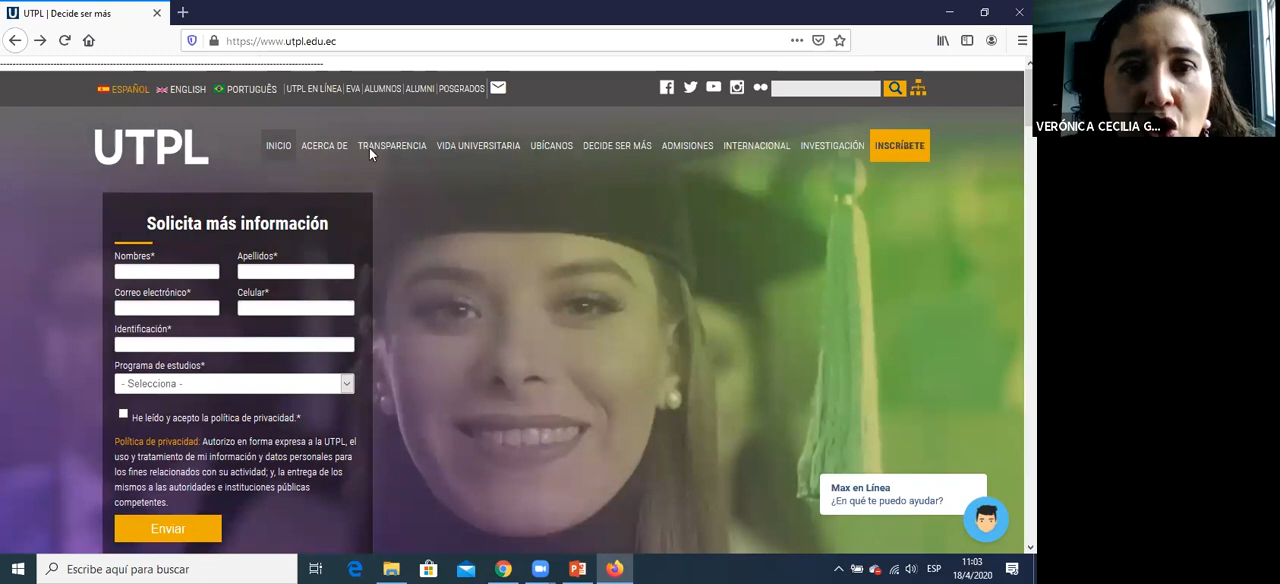 UTPL | Decide ser más
https://www.utpl.edu.ec
VERÓNICA CECILIA G...
ESPAÑOL ENGLISH PORTUGUÊS | UTPL EN LÍNEA | EVA | ALUMNOS | ALUMNI | POSGRADOS
UTPL
INICIO ACERCA DE TRANSPARENCIA VIDA UNIVERSITARIA UBÍCANOS DECIDE SER MÁS ADMISIONES INTERNACIONAL INVESTIGACIÓN INSCRÍBETE
Solicita más información
Nombres* Apellidos*
Correo electrónico* Celular*
Identificación*
Programa de estudios*
- Selecciona -
He leído y acepto la política de privacidad.*
Política de privacidad: Autorizo en forma expresa a la UTPL, el
uso y tratamiento de mi información y datos personales para
los fines relacionados con su actividad; y, la entrega de los
mismos a las autoridades e instituciones públicas
competentes.
Enviar
Max en Línea
¿En qué te puedo ayudar?
Escribe aquí para buscar
ESP
11:03
18/4/2020